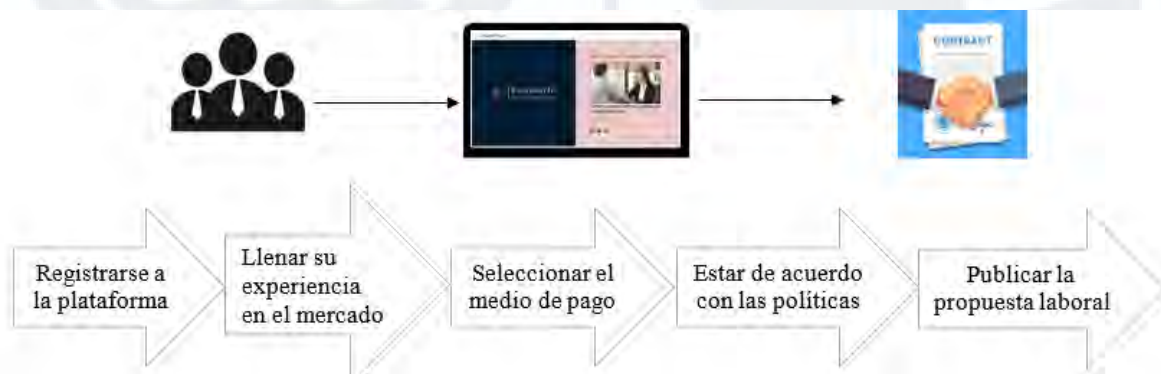 CONTRACT
Registrarse a
la plataforma
Llenar su
experiencia
en el mercado
Seleccionar el
medio de pago
Estar de acuerdo
con las políticas
Publicar la
propuesta laboral